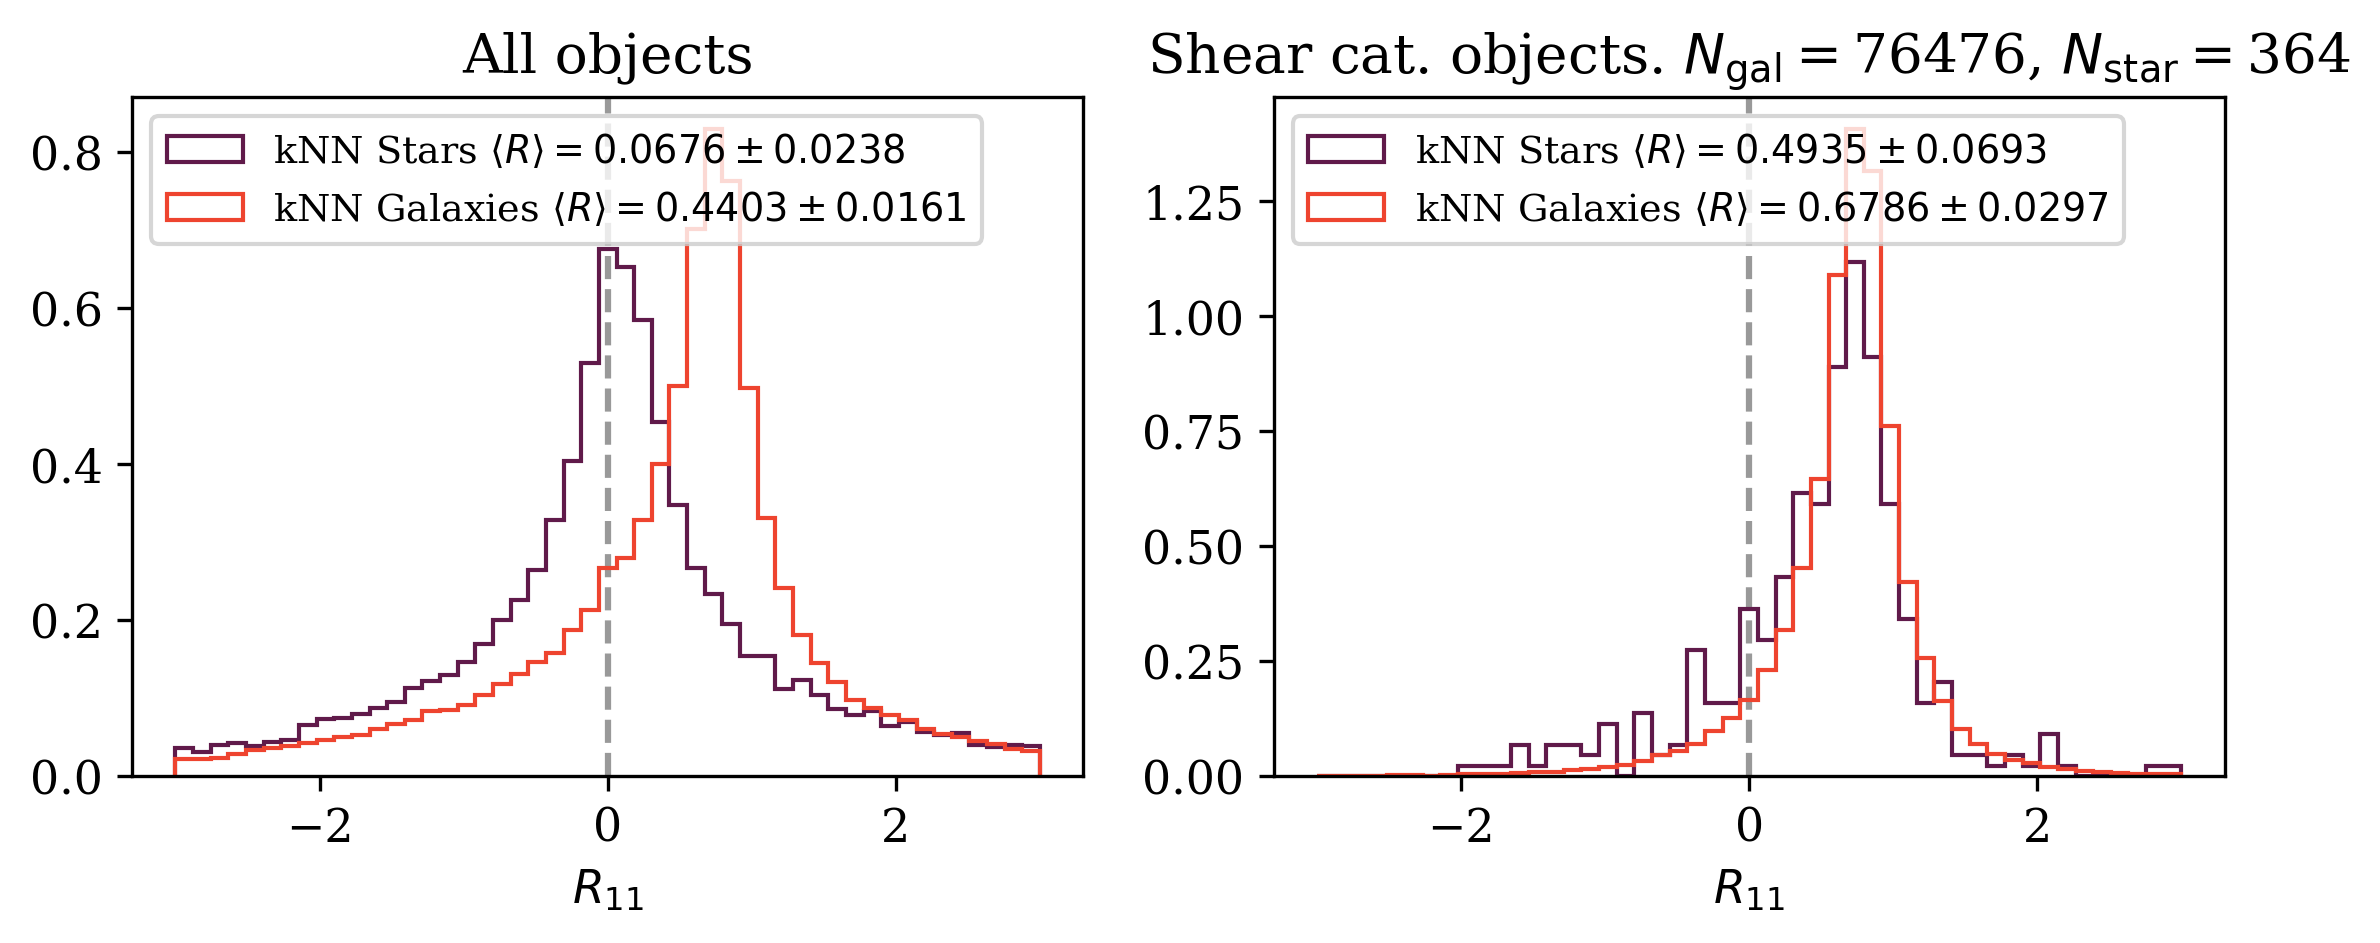 All objects
kNN Stars ⟨R⟩ = 0.0676 ± 0.0238
kNN Galaxies ⟨R⟩ = 0.4403 ± 0.0161
0.8
0.6
0.4
0.2
0.0
−2 0 2
R₁₁
Shear cat. objects. N_gal = 76476, N_star = 364
kNN Stars ⟨R⟩ = 0.4935 ± 0.0693
kNN Galaxies ⟨R⟩ = 0.6786 ± 0.0297
1.25
1.00
0.75
0.50
0.25
0.00
−2 0 2
R₁₁